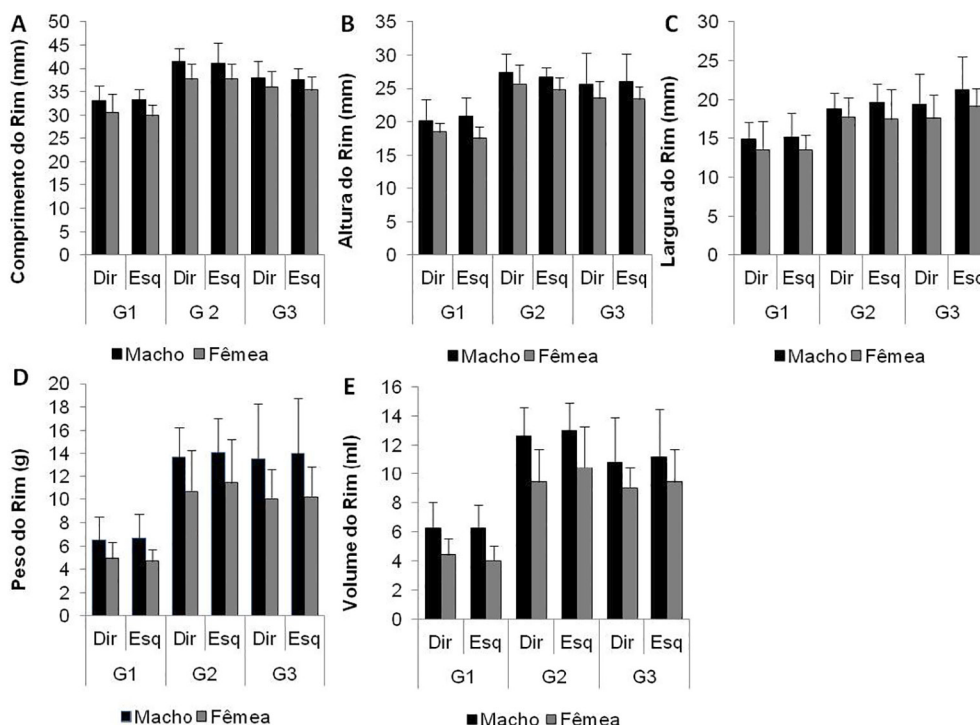 A
Comprimento do Rim (mm)
50
45
40
35
30
25
20
15
10
5
0
Dir Esq Dir Esq Dir Esq
G1 G 2 G3
Macho Fêmea
B
Altura do Rim (mm)
35
30
25
20
15
10
5
0
Dir Esq Dir Esq Dir Esq
G1 G2 G3
Macho Fêmea
C
Largura do Rim (mm)
30
25
20
15
10
5
0
Dir Esq Dir Esq Dir Esq
G1 G2 G3
Macho Fêmea
D
Peso do Rim (g)
20
18
16
14
12
10
8
6
4
2
0
Dir Esq Dir Esq Dir Esq
G1 G2 G3
Macho Fêmea
E
Volume do Rim (ml)
16
14
12
10
8
6
4
2
0
Dir Esq Dir Esq Dir Esq
G1 G2 G3
Macho Fêmea